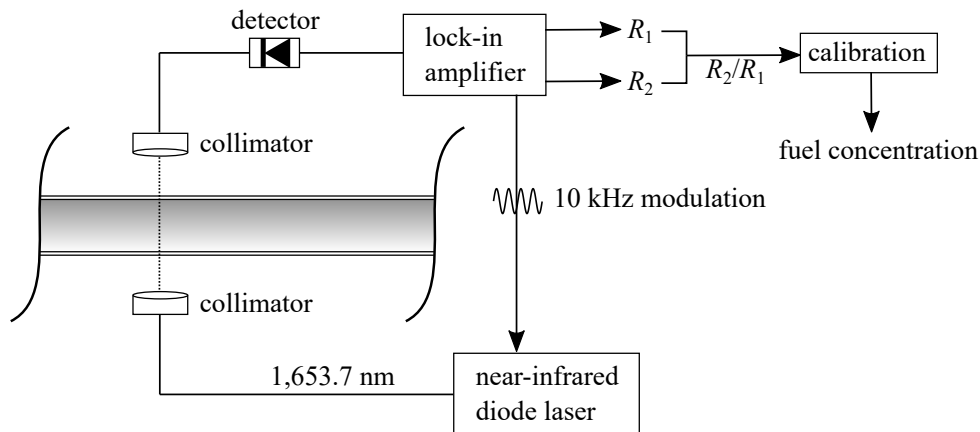 detector
lock-in
amplifier
R1
R2
R2/R1
calibration
fuel concentration
collimator
10 kHz modulation
collimator
1,653.7 nm
near-infrared
diode laser